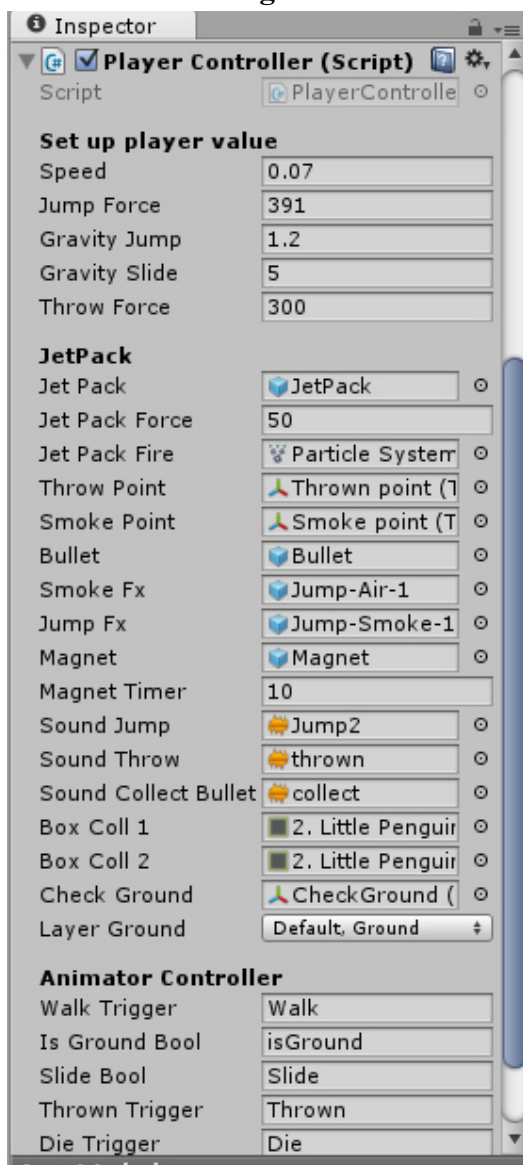 Inspector
Player Controller (Script)
Script PlayerControlle
Set up player value
Speed 0.07
Jump Force 391
Gravity Jump 1.2
Gravity Slide 5
Throw Force 300
JetPack
Jet Pack JetPack
Jet Pack Force 50
Jet Pack Fire Particle System
Throw Point Thrown point (T
Smoke Point Smoke point (T
Bullet Bullet
Smoke Fx Jump-Air-1
Jump Fx Jump-Smoke-1
Magnet Magnet
Magnet Timer 10
Sound Jump Jump2
Sound Throw thrown
Sound Collect Bullet collect
Box Coll 1 2. Little Penguin
Box Coll 2 2. Little Penguin
Check Ground CheckGround (
Layer Ground Default, Ground
Animator Controller
Walk Trigger Walk
Is Ground Bool isGround
Slide Bool Slide
Thrown Trigger Thrown
Die Trigger Die